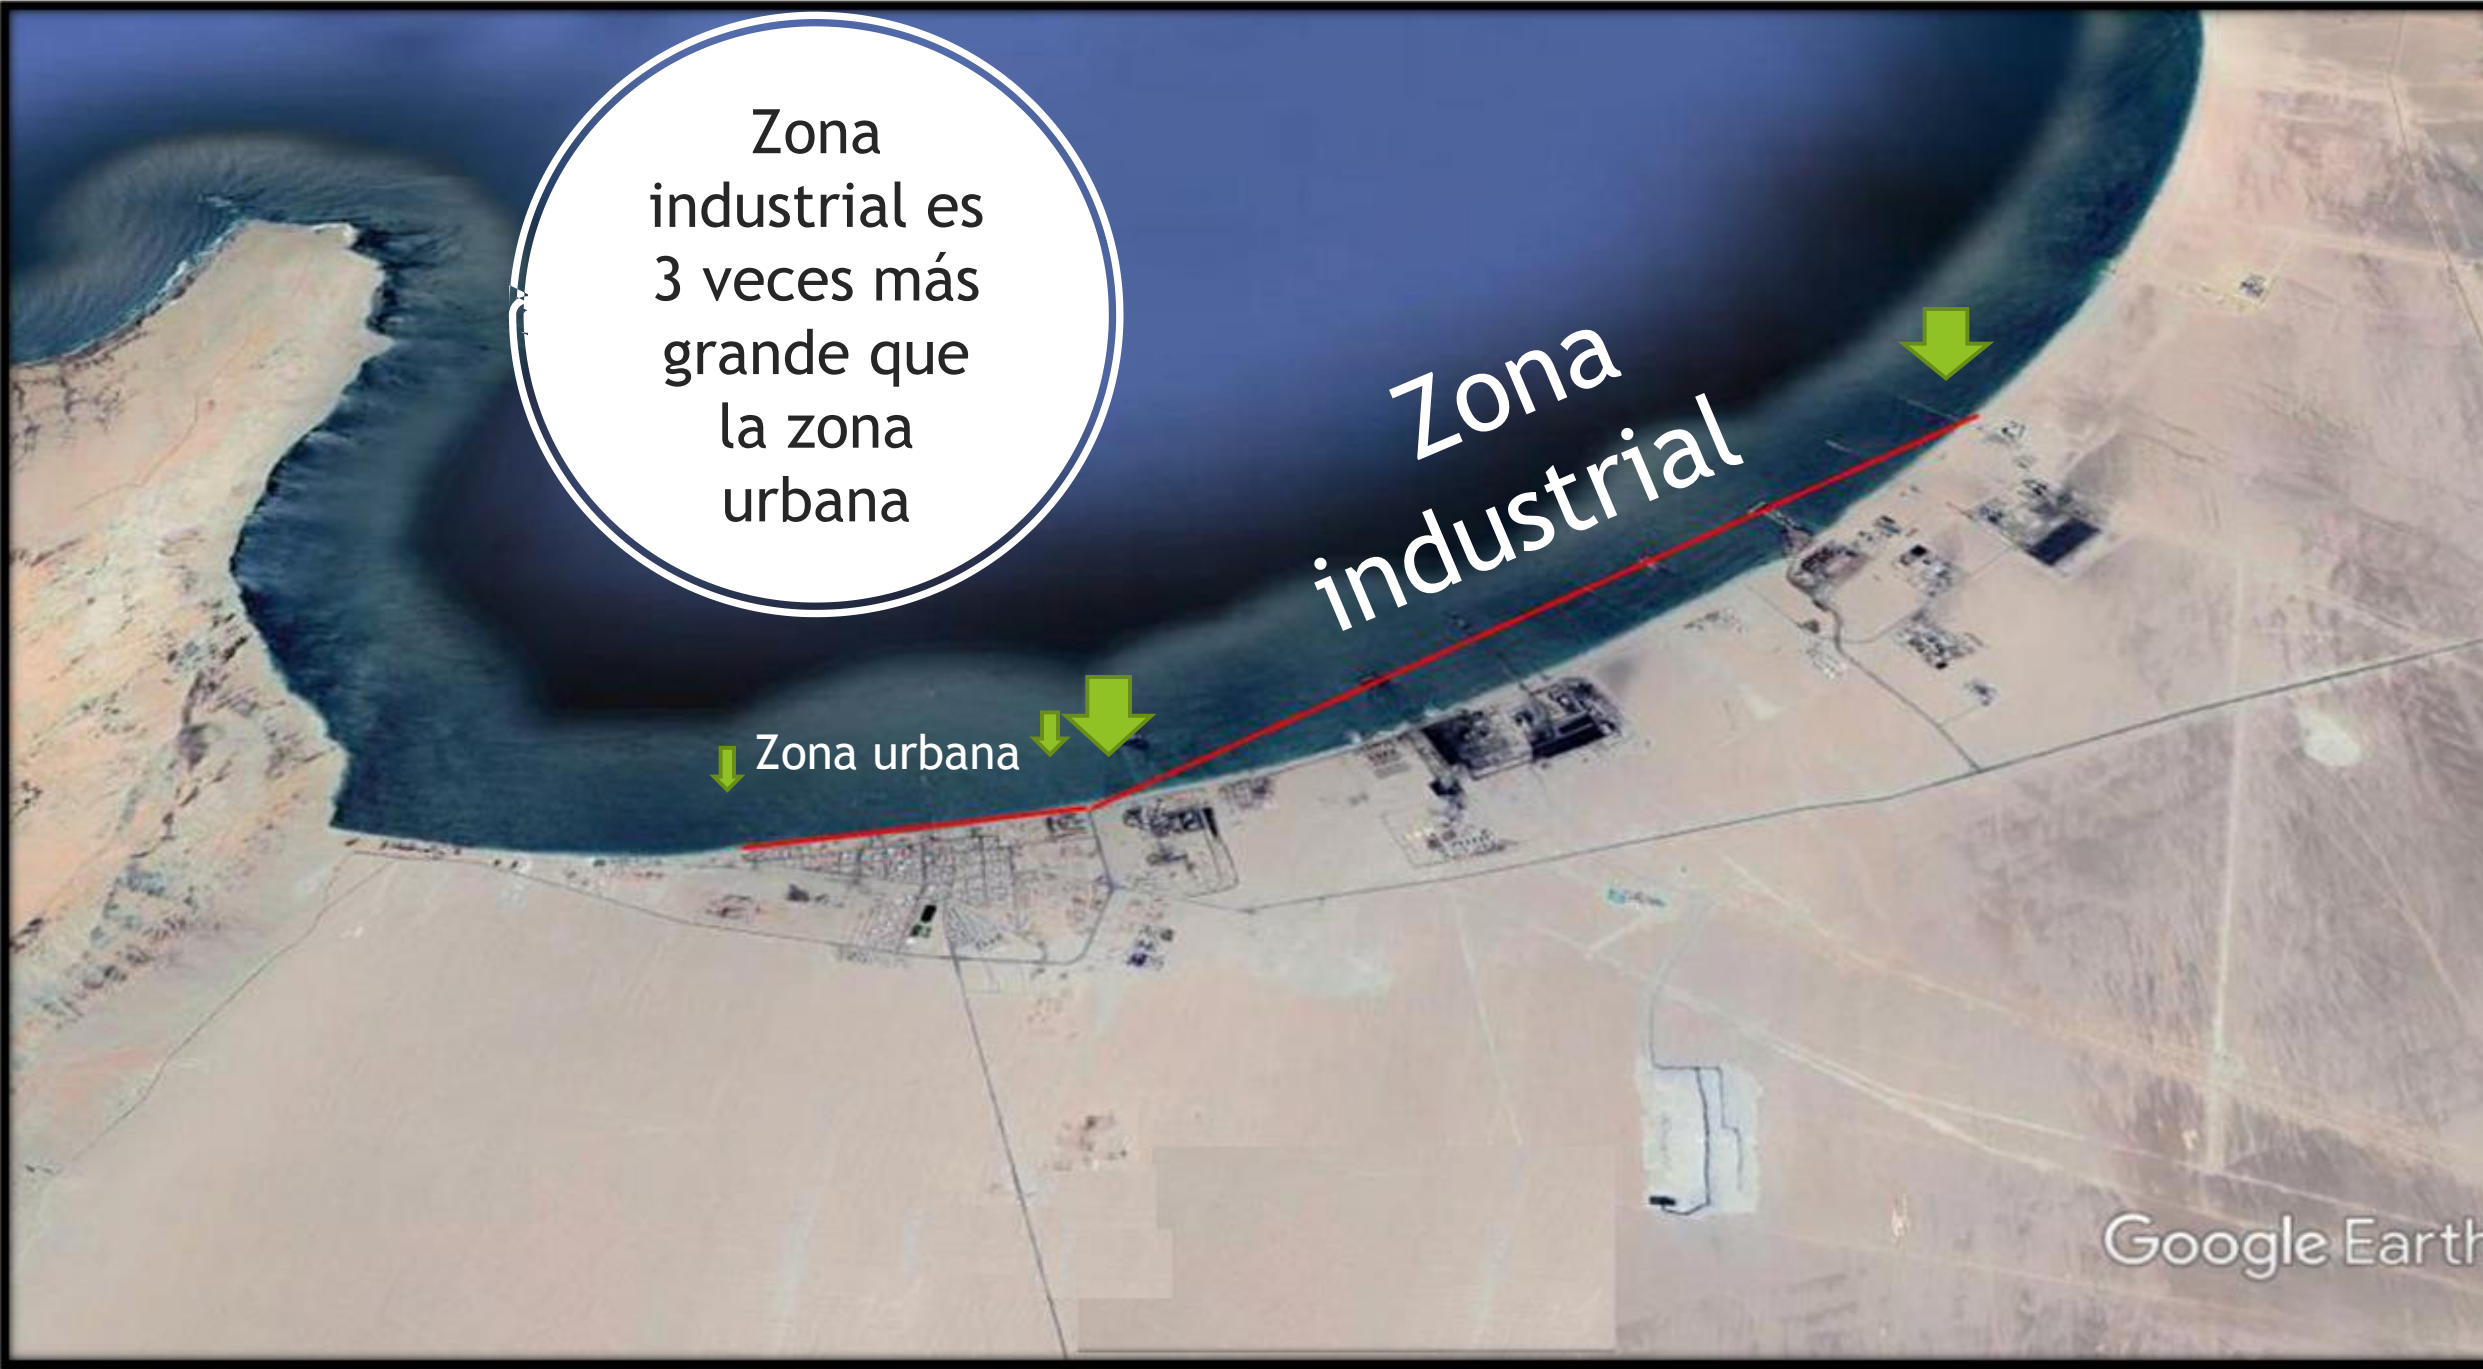 Zona
industrial es
3 veces más
grande que
la zona
urbana
Zona
industrial
Zona urbana
Google Earth